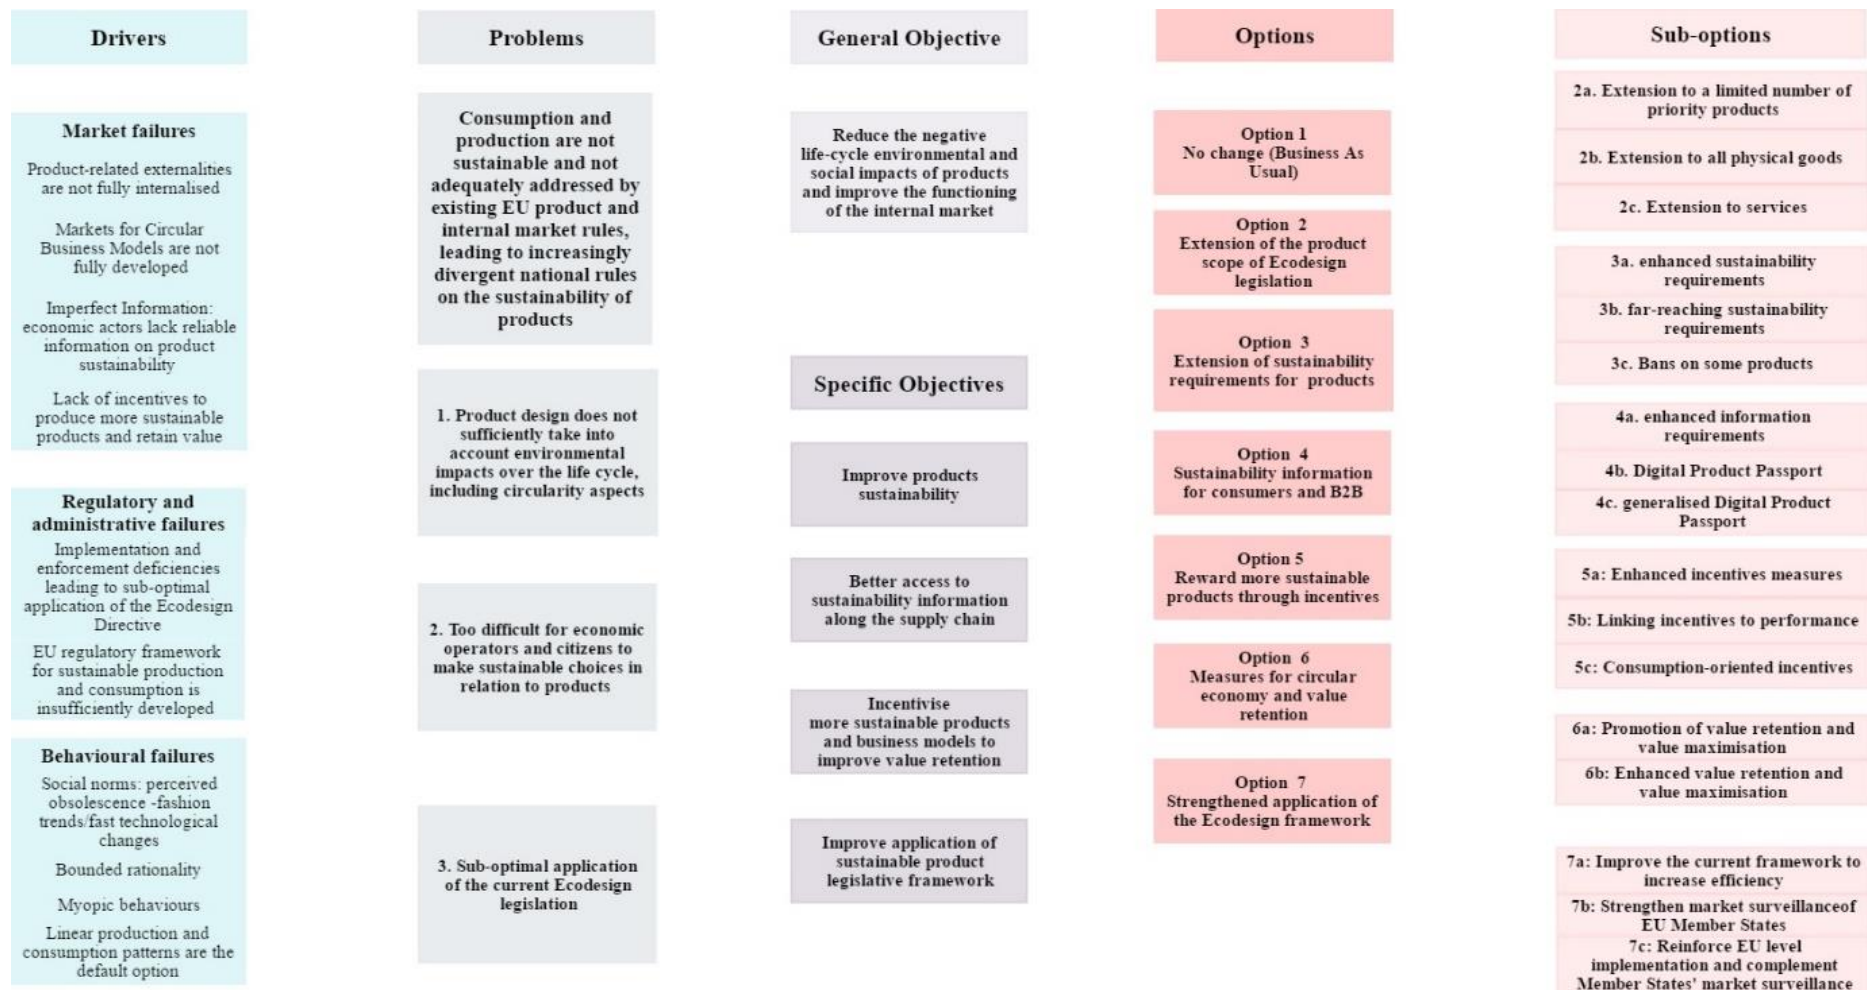 Drivers
Market failures
Product-related externalities
are not fully internalised
Markets for Circular
Business Models are not
fully developed
Imperfect Information:
economic actors lack reliable
information on product
sustainability
Lack of incentives to
produce more sustainable
products and retain value
Regulatory and
administrative failures
Implementation and
enforcement deficiencies
leading to sub-optimal
application of the Ecodesign
Directive
EU regulatory framework
for sustainable production
and consumption is
insufficiently developed
Behavioural failures
Social norms: perceived
obsolescence -fashion
trends/fast technological
changes
Bounded rationality
Myopic behaviours
Linear production and
consumption patterns are the
default option
Problems
Consumption and
production are not
sustainable and not
adequately addressed by
existing EU product and
internal market rules,
leading to increasingly
divergent national rules
on the sustainability of
products
1. Product design does not
sufficiently take into
account environmental
impacts over the life cycle,
including circularity aspects
2. Too difficult for economic
operators and citizens to
make sustainable choices in
relation to products
3. Sub-optimal application
of the current Ecodesign
legislation
General Objective
Reduce the negative
life-cycle environmental and
social impacts of products
and improve the functioning
of the internal market
Specific Objectives
Improve products
sustainability
Better access to
sustainability information
along the supply chain
Incentivise
more sustainable products
and business models to
improve value retention
Improve application of
sustainable product
legislative framework
Options
Option 1
No change (Business As
Usual)
Option 2
Extension of the product
scope of Ecodesign
legislation
Option 3
Extension of sustainability
requirements for products
Option 4
Sustainability information
for consumers and B2B
Option 5
Reward more sustainable
products through incentives
Option 6
Measures for circular
economy and value
retention
Option 7
Strengthened application of
the Ecodesign framework
Sub-options
2a. Extension to a limited number of
priority products
2b. Extension to all physical goods
2c. Extension to services
3a. enhanced sustainability
requirements
3b. far-reaching sustainability
requirements
3c. Bans on some products
4a. enhanced information
requirements
4b. Digital Product Passport
4c. generalised Digital Product
Passport
5a: Enhanced incentives measures
5b: Linking incentives to performance
5c: Consumption-oriented incentives
6a: Promotion of value retention and
value maximisation
6b: Enhanced value retention and
value maximisation
7a: Improve the current framework to
increase efficiency
7b: Strengthen market surveillanceof
EU Member States
7c: Reinforce EU level
implementation and complement
Member States' market surveillance